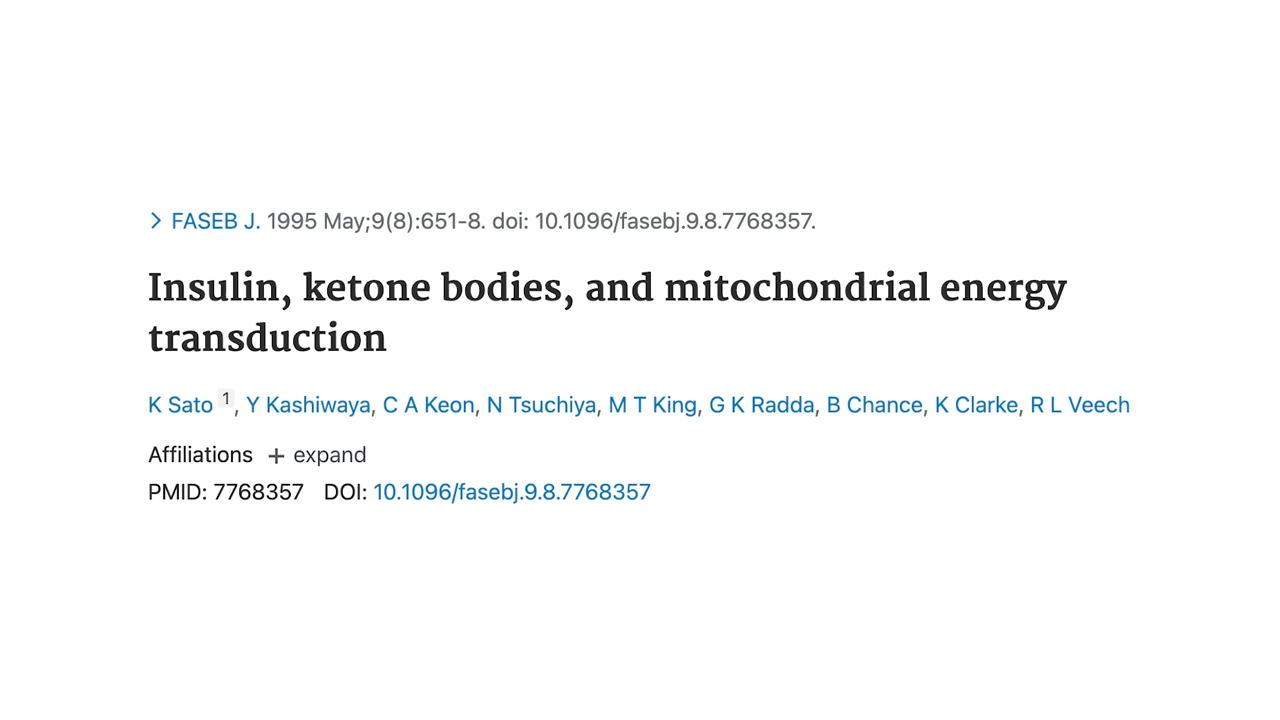 > FASEB J. 1995 May;9(8):651-8. doi: 10.1096/fasebj.9.8.7768357.
Insulin, ketone bodies, and mitochondrial energy
transduction
K Sato 1, Y Kashiwaya, C A Keon, N Tsuchiya, M T King, G K Radda, B Chance, K Clarke, R L Veech
Affiliations + expand
PMID: 7768357 DOI: 10.1096/fasebj.9.8.7768357